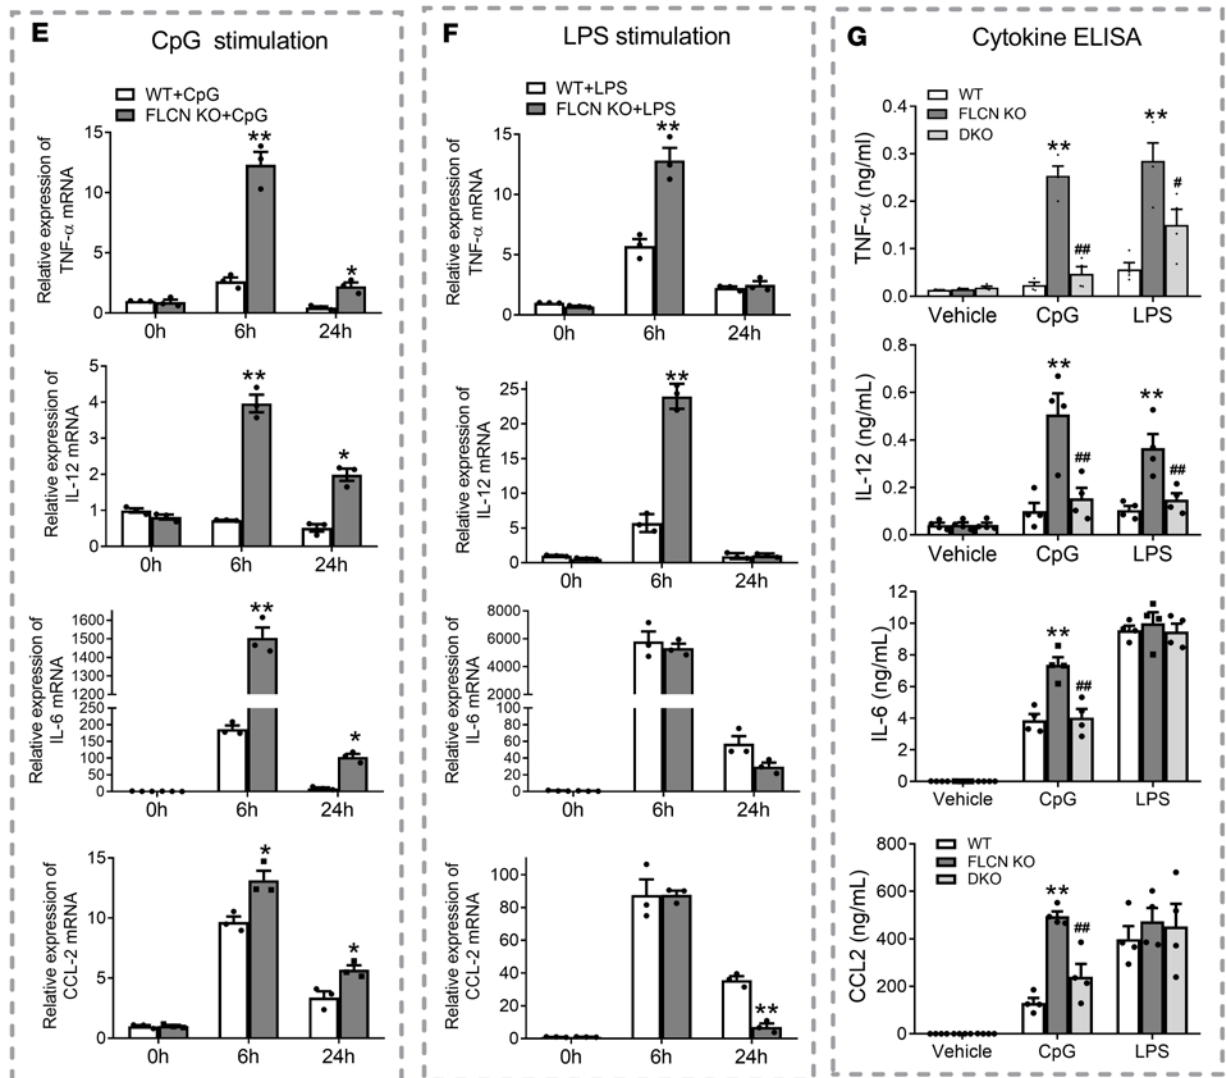 E
CpG stimulation
WT+CpG
FLCN KO+CpG
Relative expression of
TNF-α mRNA
15
10
5
0
**
*
0h 6h 24h
Relative expression of
IL-12 mRNA
5
4
3
2
1
0
**
*
0h 6h 24h
Relative expression of
IL-6 mRNA
1600
1500
1400
1300
1200
250
200
150
100
50
0
**
*
0h 6h 24h
Relative expression of
CCL-2 mRNA
15
10
5
0
*
*
0h 6h 24h
F
LPS stimulation
WT+LPS
FLCN KO+LPS
Relative expression of
TNF-α mRNA
15
10
5
0
**
0h 6h 24h
Relative expression of
IL-12 mRNA
25
20
15
10
5
0
**
0h 6h 24h
Relative expression of
IL-6 mRNA
8000
6000
4000
2000
100
80
60
40
20
0
0h 6h 24h
Relative expression of
CCL-2 mRNA
100
80
60
40
20
0
**
0h 6h 24h
G
Cytokine ELISA
WT
FLCN KO
DKO
TNF-α (ng/ml)
0.4
0.3
0.2
0.1
0.0
** ## ** #
Vehicle CpG LPS
IL-12 (ng/mL)
0.8
0.6
0.4
0.2
0.0
** ## ** ##
Vehicle CpG LPS
IL-6 (ng/mL)
12
10
8
6
4
2
0
** ##
Vehicle CpG LPS
CCL2 (ng/mL)
800
600
400
200
0
WT
FLCN KO
DKO
** ##
Vehicle CpG LPS